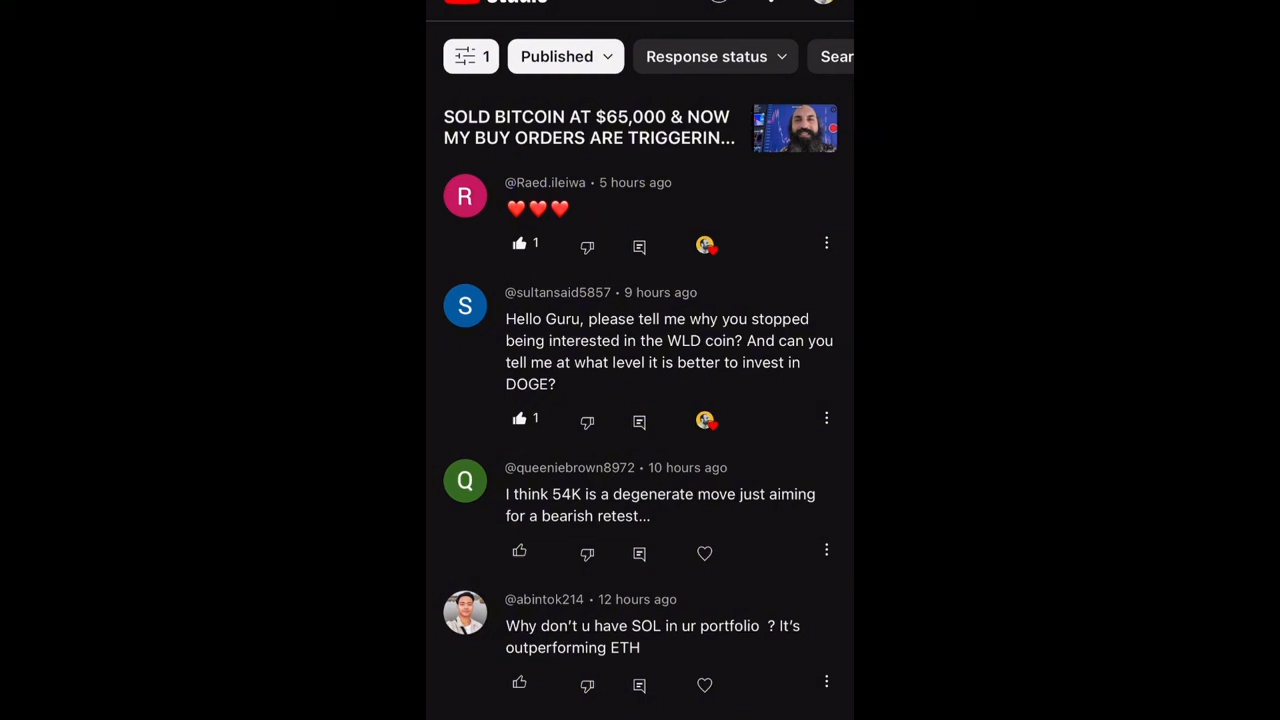 Studio
1
Published
Response status
Sear
SOLD BITCOIN AT $65,000 & NOW
MY BUY ORDERS ARE TRIGGERIN...
R
@Raed.ileiwa • 5 hours ago
❤️❤️❤️
1
S
@sultansaid5857 • 9 hours ago
Hello Guru, please tell me why you stopped
being interested in the WLD coin? And can you
tell me at what level it is better to invest in
DOGE?
1
Q
@queeniebrown8972 • 10 hours ago
I think 54K is a degenerate move just aiming
for a bearish retest...
@abintok214 • 12 hours ago
Why don’t u have SOL in ur portfolio  ? It’s
outperforming ETH